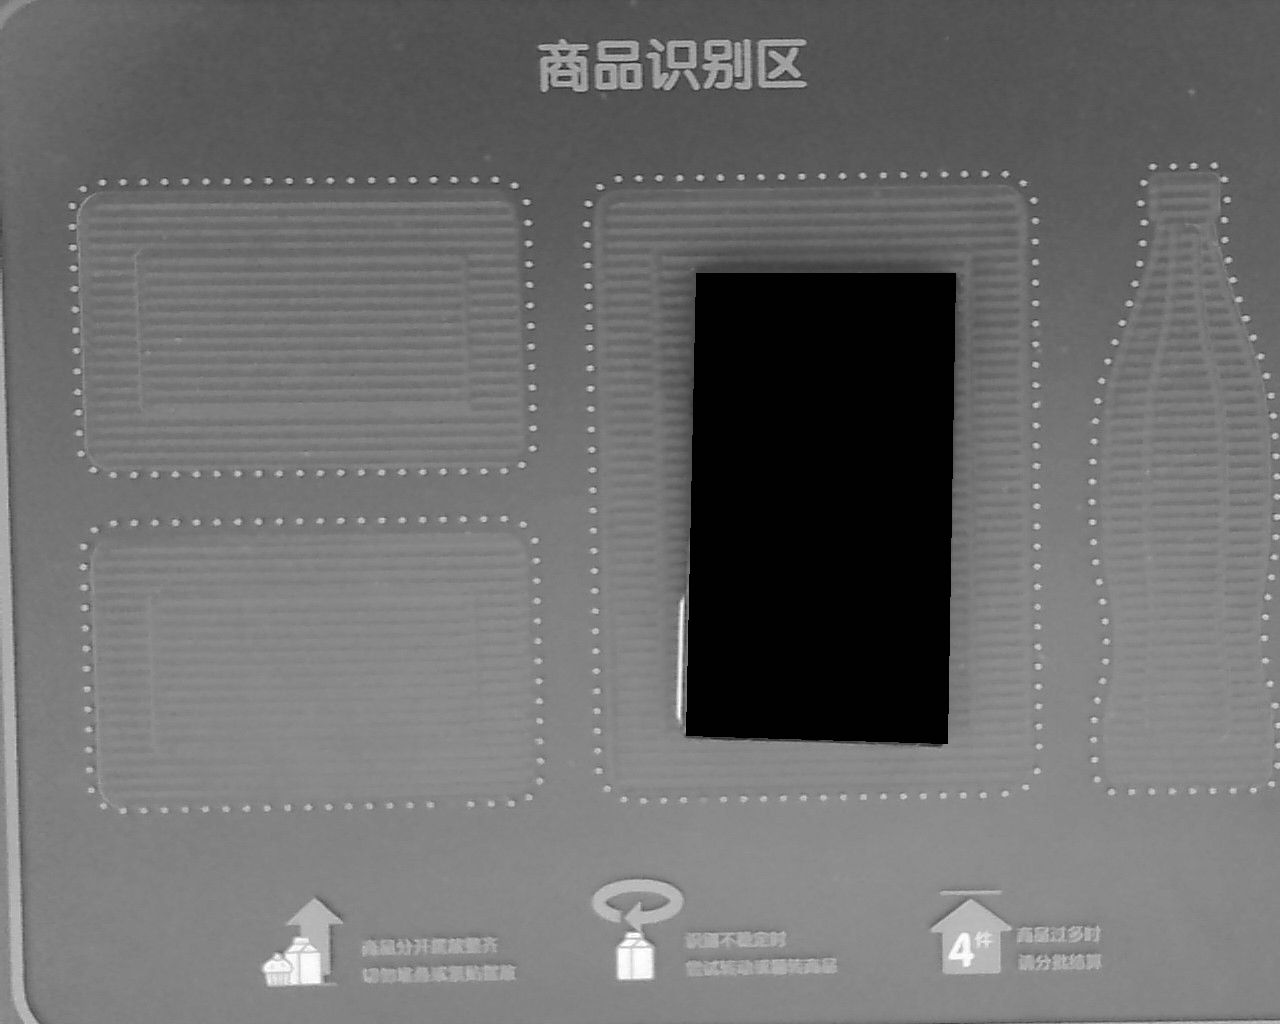 商品识别区
商品分开摆放整齐
切勿堆叠或紧贴置放
识别不稳定时
尝试转动或翻转商品
4件
商品过多时
请分批结算